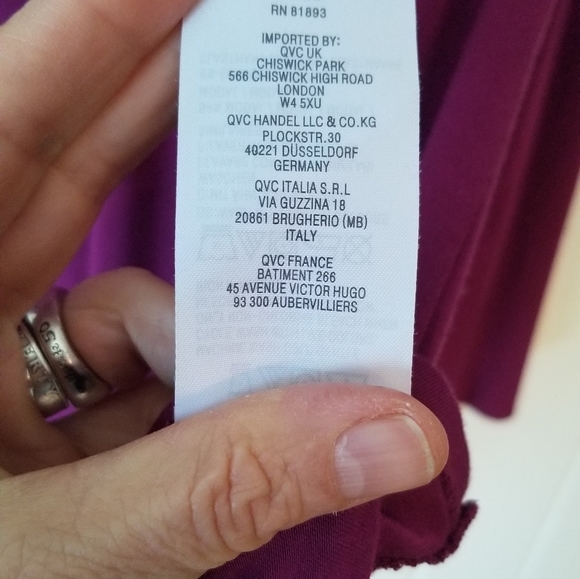 RN 81893
IMPORTED BY:
QVC UK
CHISWICK PARK
566 CHISWICK HIGH ROAD
LONDON
W4 5XU
QVC HANDEL LLC & CO.KG
PLOCKSTR.30
40221 DÜSSELDORF
GERMANY
QVC ITALIA S.R.L
VIA GUZZINA 18
20861 BRUGHERIO (MB)
ITALY
QVC FRANCE
BATIMENT 266
45 AVENUE VICTOR HUGO
93 300 AUBERVILLIERS